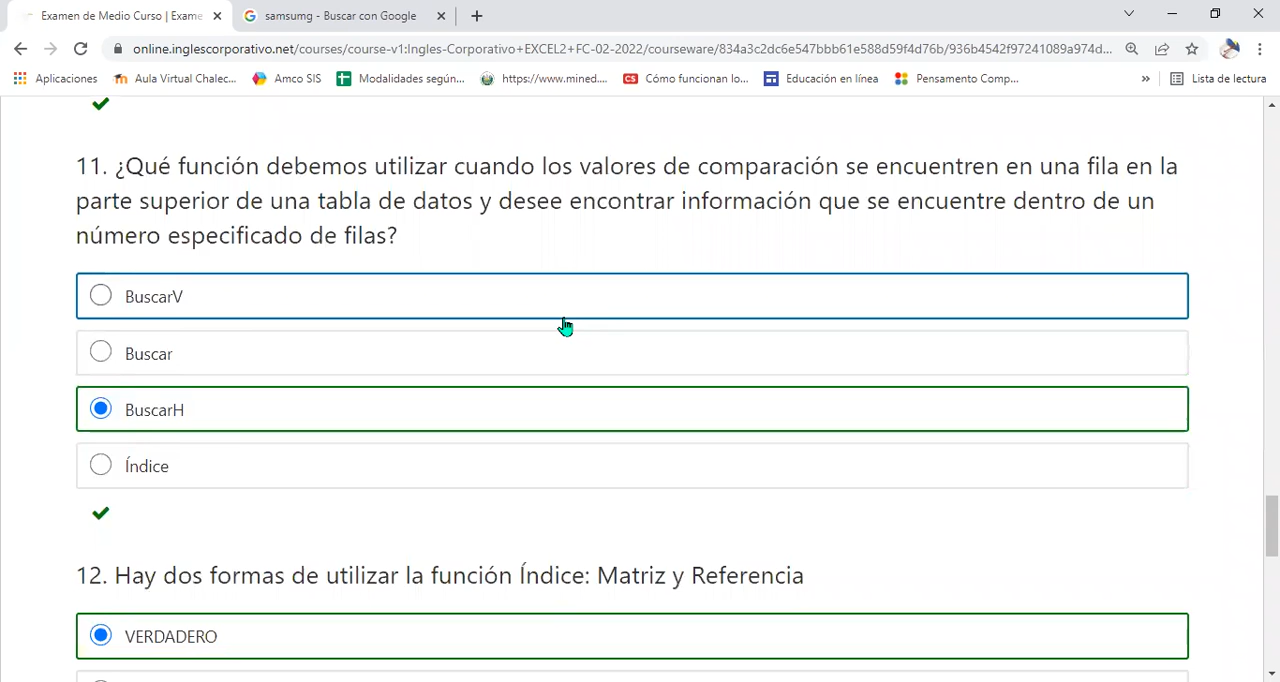 Examen de Medio Curso | Exame
samsumg - Buscar con Google
online.inglescorporativo.net/courses/course-v1:Ingles-Corporativo+EXCEL2+FC-02-2022/courseware/834a3c2dc6e547bbb61e588d59f4d76b/936b4542f97241089a974d...
Aplicaciones
Aula Virtual Chalec...
Amco SIS
Modalidades según...
https://www.mined...
CS
Cómo funciona lo...
Educación en línea
Pensamento Comp...
»
Lista de lectura
11. ¿Qué función debemos utilizar cuando los valores de comparación se encuentren en una fila en la
parte superior de una tabla de datos y desee encontrar información que se encuentre dentro de un
número especificado de filas?
BuscarV
Buscar
BuscarH
Índice
12. Hay dos formas de utilizar la función Índice: Matriz y Referencia
VERDADERO